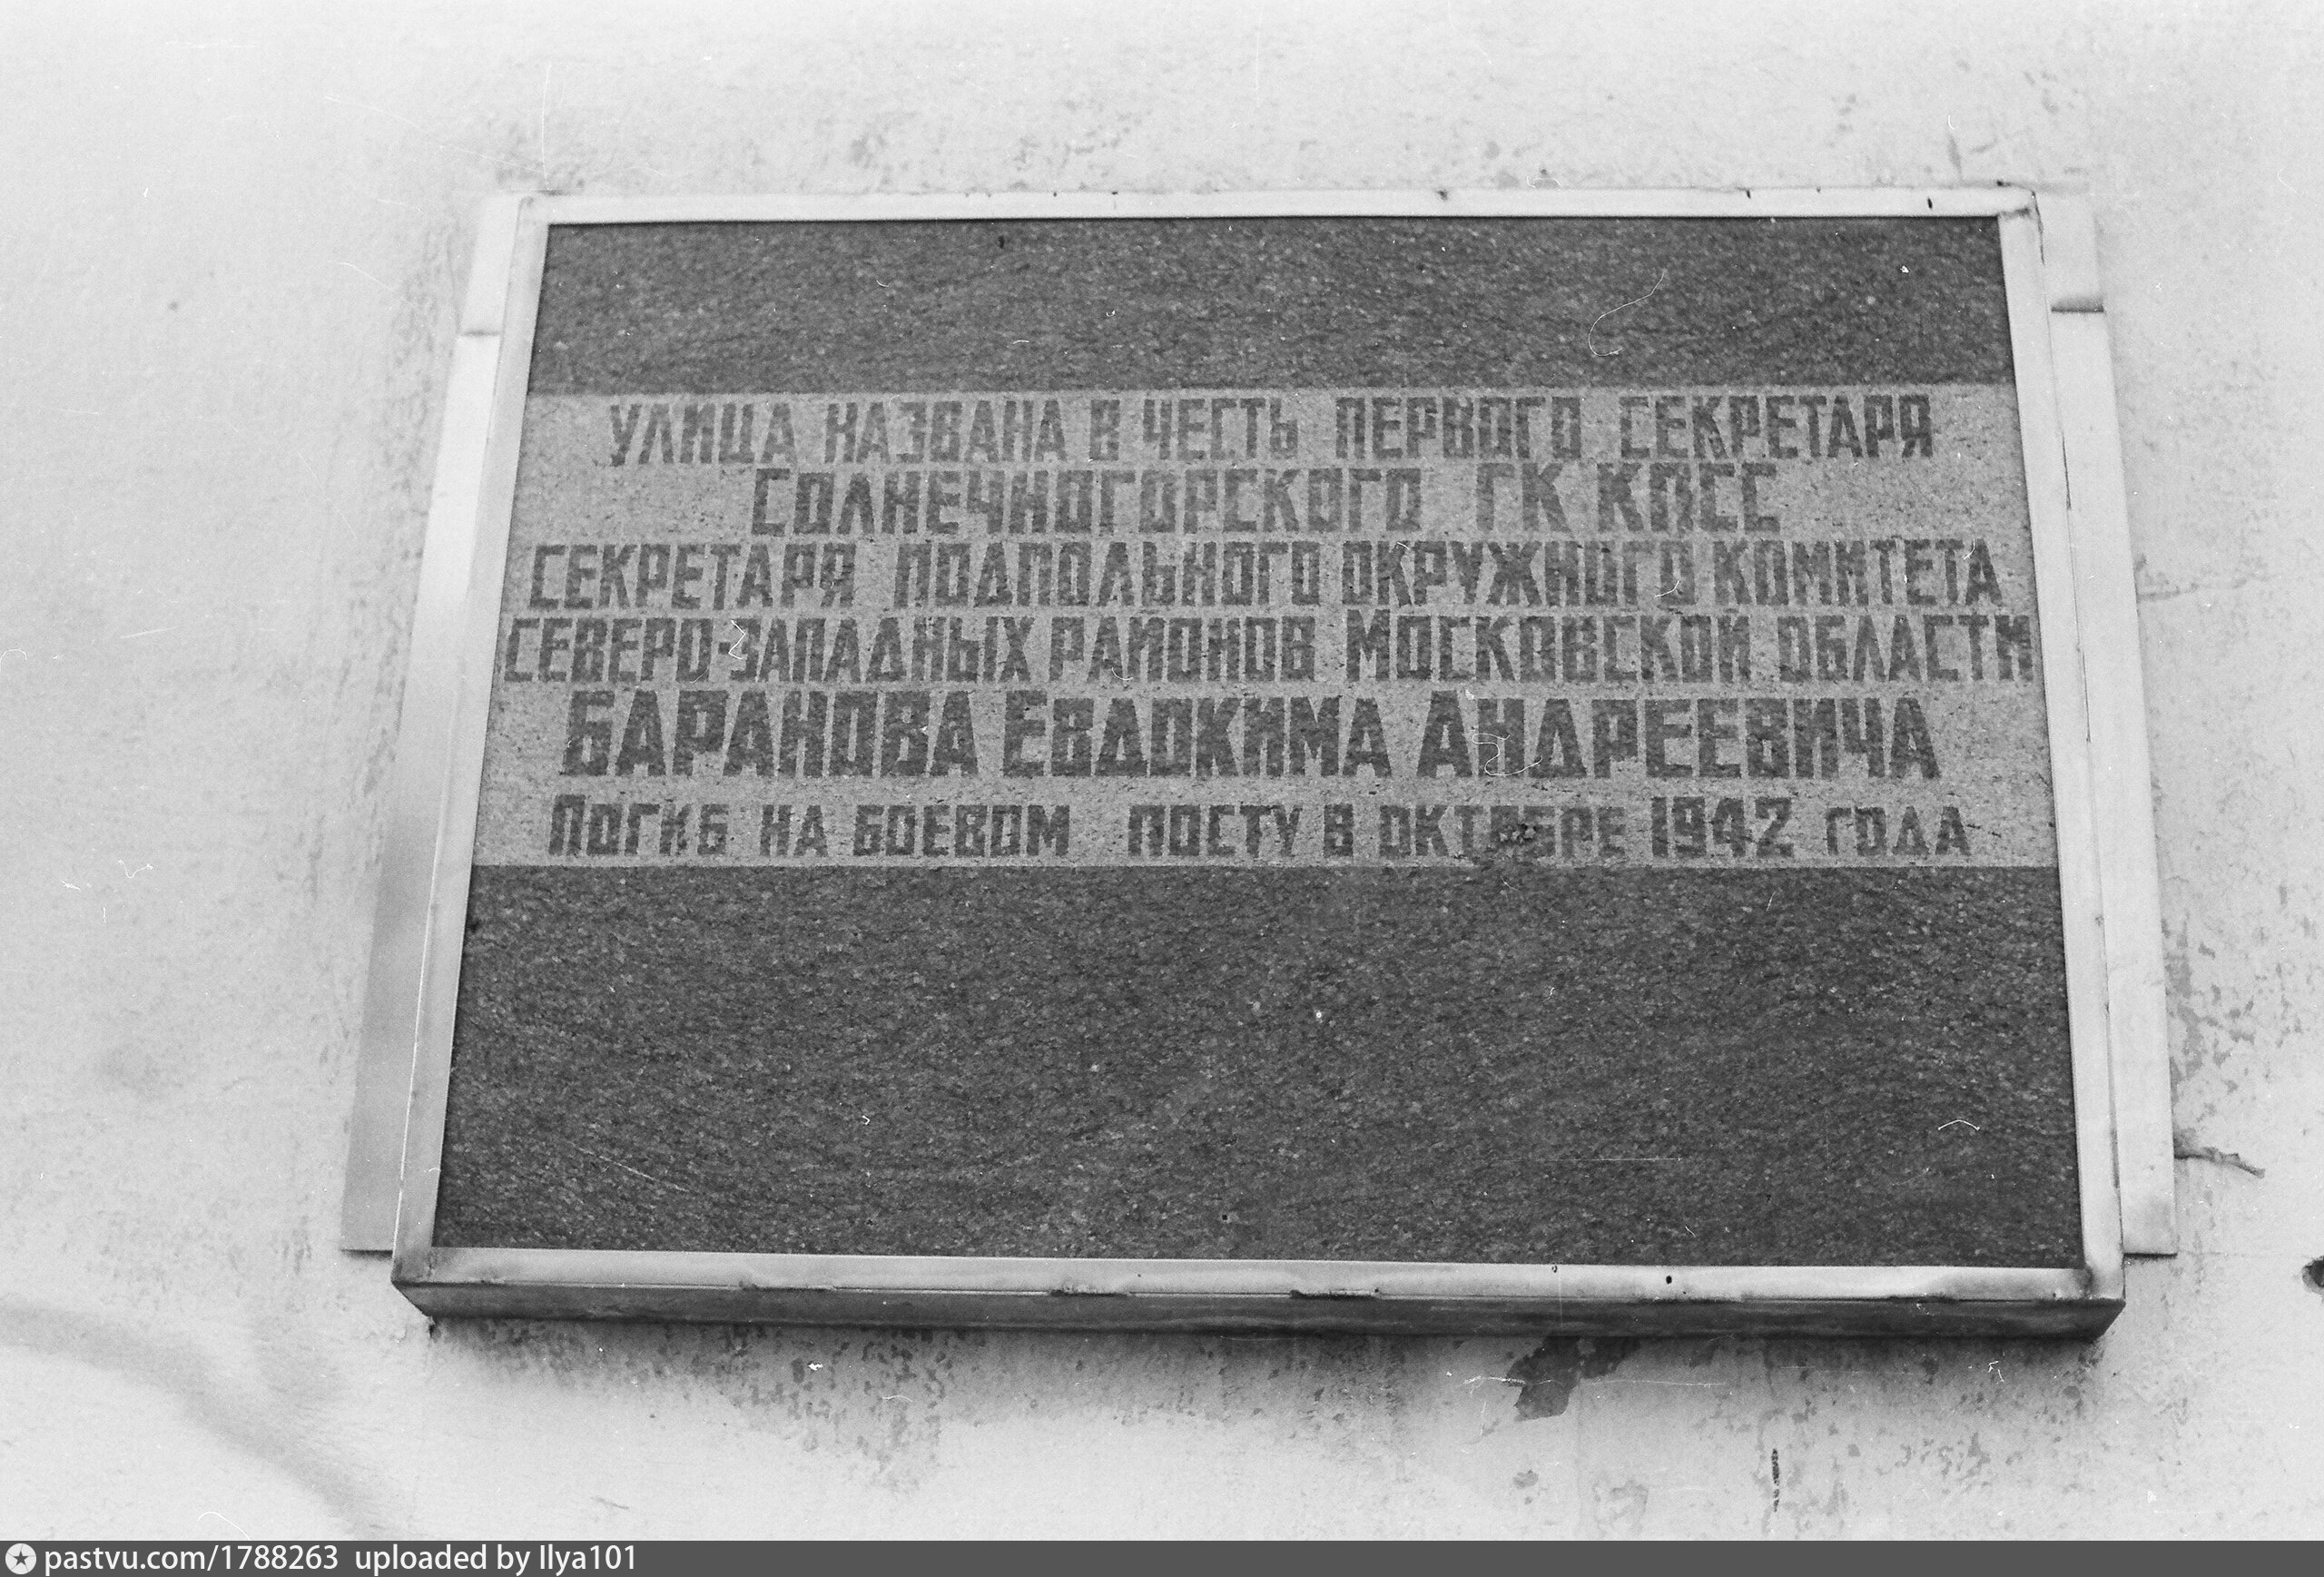 УЛИЦА НАЗВАНА В ЧЕСТЬ ПЕРВОГО СЕКРЕТАРЯ
СОЛНЕЧНОГОРСКОГО ГК КПСС
СЕКРЕТАРЯ ПОДПОЛЬНОГО ОКРУЖНОГО КОМИТЕТА
СЕВЕРО-ЗАПАДНЫХ РАЙОНОВ МОСКОВСКОЙ ОБЛАСТИ
БАРАНОВА ЕВДОКИМА АНДРЕЕВИЧА
ПОГИБ НА БОЕВОМ ПОСТУ В ОКТЯБРЕ 1942 ГОДА
pastvu.com/1788263 uploaded by Ilya101